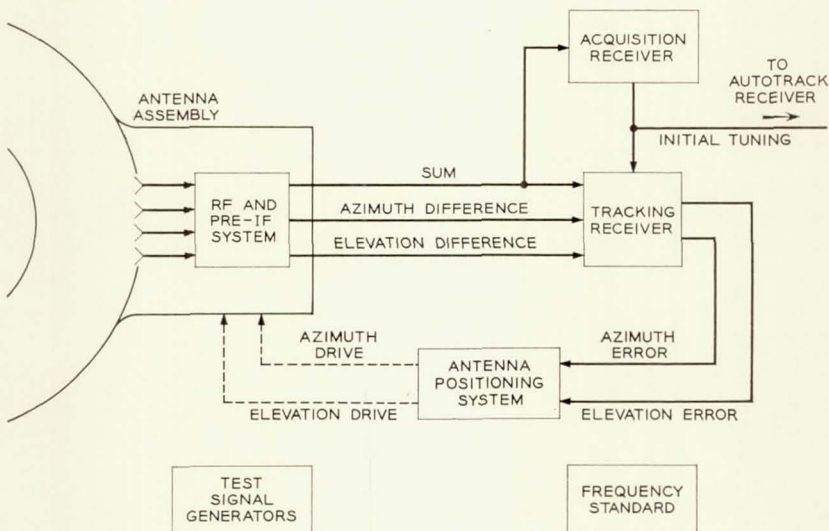 ACQUISITION
RECEIVER
TO
AUTOTRACK
RECEIVER
ANTENNA
ASSEMBLY
INITIAL TUNING
SUM
RF AND
PRE-IF
SYSTEM
AZIMUTH DIFFERENCE
TRACKING
RECEIVER
ELEVATION DIFFERENCE
AZIMUTH
DRIVE
ANTENNA
POSITIONING
SYSTEM
AZIMUTH
ERROR
ELEVATION DRIVE
ELEVATION ERROR
TEST
SIGNAL
GENERATORS
FREQUENCY
STANDARD